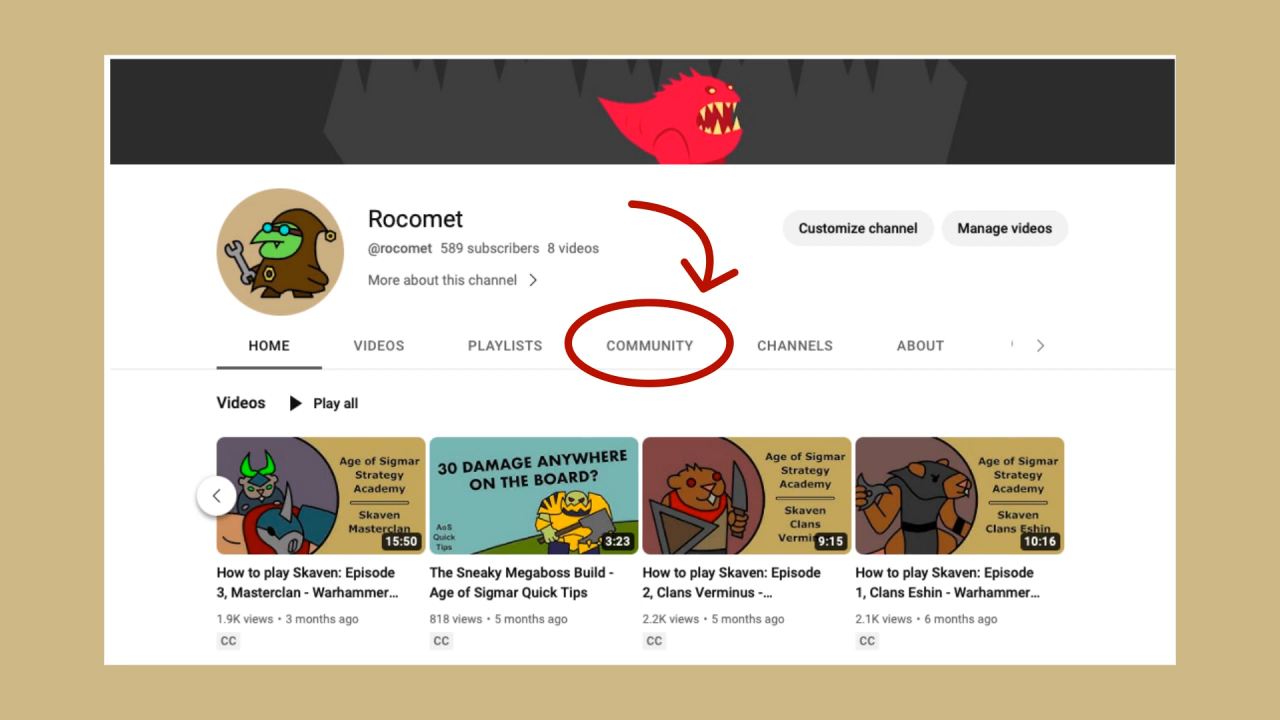 Rocomet
@rocomet 589 subscribers 8 videos
More about this channel
Customize channel
Manage videos
HOME
VIDEOS
PLAYLISTS
COMMUNITY
CHANNELS
ABOUT
Videos
Play all
Age of Sigmar
Strategy
Academy
Skaven
Masterclan
15:50
30 DAMAGE ANYWHERE
ON THE BOARD?
AoS
Quick
Tips
3:23
Age of Sigmar
Strategy
Academy
Skaven
Clans
9:15
Age of Sigmar
Strategy
Academy
Skaven
Clans Eshin
10:16
How to play Skaven: Episode
3, Masterclan - Warhammer...
1.9K views • 3 months ago
CC
The Sneaky Megaboss Build -
Age of Sigmar Quick Tips
818 views • 5 months ago
CC
How to play Skaven: Episode
2, Clans Verminus -...
2.2K views • 5 months ago
CC
How to play Skaven: Episode
1, Clans Eshin - Warhammer...
2.1K views • 6 months ago
CC